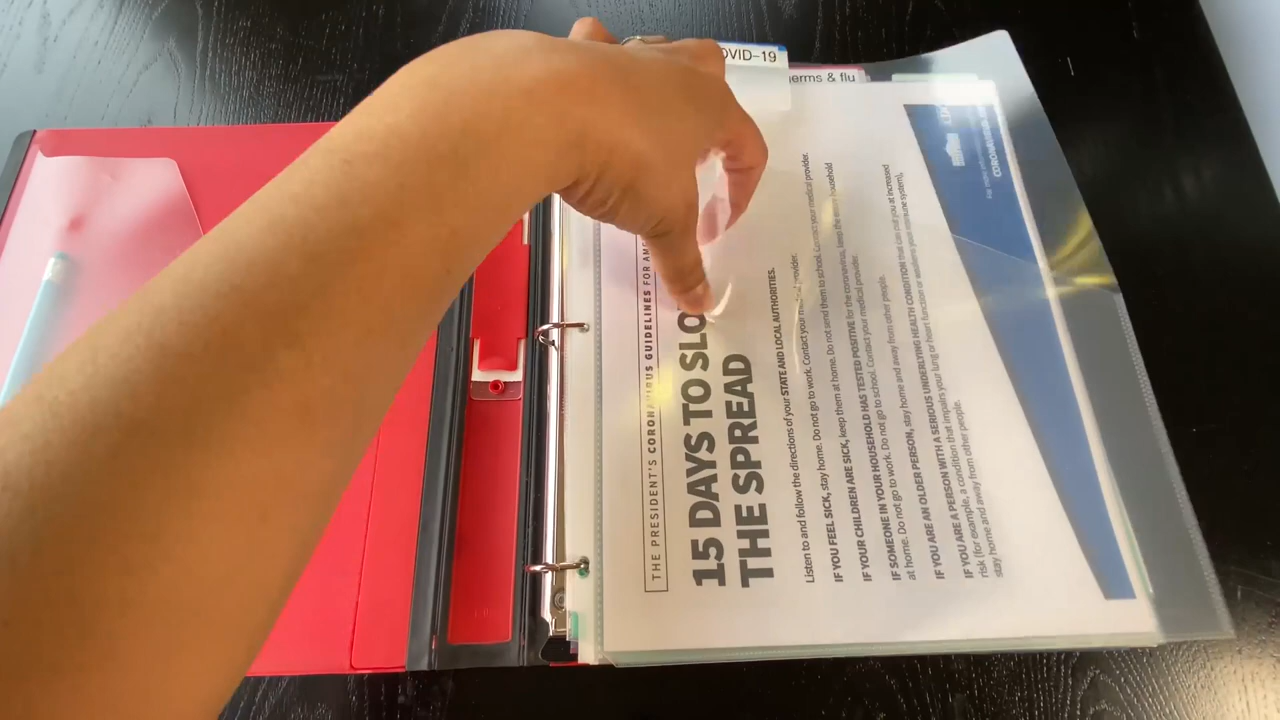 OVID-19
erms & flu
THE PRESIDENT'S CORONAVIRUS GUIDELINES FOR AM
15 DAYS TO SLO
THE SPREAD
Listen to and follow the directions of your STATE AND LOCAL AUTHORITIES.
IF YOU FEEL SICK, stay home. Do not go to work. Contact your medical provider.
IF YOUR CHILDREN ARE SICK, keep them at home. Do not send them to school. Contact your medical provider.
IF SOMEONE IN YOUR HOUSEHOLD HAS TESTED POSITIVE for the coronavirus, keep the entire household
at home. Do not go to work. Do not go to school. Contact your medical provider.
IF YOU ARE AN OLDER PERSON, stay home and away from other people.
IF YOU ARE A PERSON WITH A SERIOUS UNDERLYING HEALTH CONDITION that can put you at increased
risk (for example, a condition that impairs your lung or heart function or weakens your immune system),
stay home and away from other people.